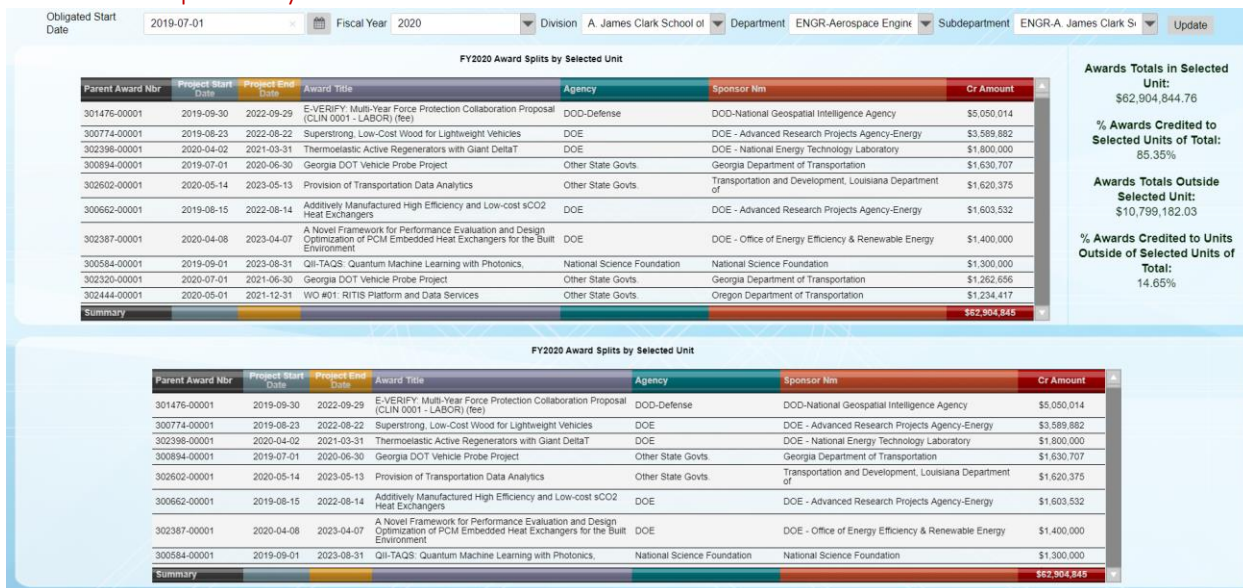 Obligated Start Date 2019-07-01 × Fiscal Year 2020 Division A. James Clark School of Department ENGR-Aerospace Engine Subdepartment ENGR-A. James Clark Update
FY2020 Award Splits by Selected Unit
Parent Award Nbr Project Start Date Project End Date Award Title Agency Sponsor Nm Cr Amount
301476-00001 2019-09-30 2022-09-29 E-VERIFY: Multi-Year Force Protection Collaboration Proposal (CLIN 0001 - LABOR) (fee) DOD-Defense DOD-National Geospatial Intelligence Agency $5,050,014
300774-00001 2019-08-23 2022-08-22 Superstrong, Low-Cost Wood for Lightweight Vehicles DOE DOE - Advanced Research Projects Agency-Energy $3,589,882
302398-00001 2020-04-02 2021-03-31 Thermoelastic Active Regenerators with Giant DeltaT DOE DOE - National Energy Technology Laboratory $1,800,000
300894-00001 2019-07-01 2020-06-30 Georgia DOT Vehicle Probe Project Other State Govts. Georgia Department of Transportation $1,630,707
302602-00001 2020-05-14 2023-05-13 Provision of Transportation Data Analytics Other State Govts. Transportation and Development, Louisiana Department of $1,620,375
300662-00001 2019-08-15 2022-08-14 Additively Manufactured High Efficiency and Low-cost sCO2 Heat Exchangers DOE DOE - Advanced Research Projects Agency-Energy $1,603,532
302387-00001 2020-04-08 2023-04-07 A Novel Framework for Performance Evaluation and Design Optimization of PCM Embedded Heat Exchangers for the Built Environment DOE DOE - Office of Energy Efficiency & Renewable Energy $1,400,000
300584-00001 2019-09-01 2023-08-31 QII-TAQS: Quantum Machine Learning with Photonics, National Science Foundation National Science Foundation $1,300,000
302320-00001 2020-07-01 2021-06-30 Georgia DOT Vehicle Probe Project Other State Govts. Georgia Department of Transportation $1,262,656
302444-00001 2020-05-01 2021-12-31 WO #01: RITIS Platform and Data Services Other State Govts. Oregon Department of Transportation $1,234,417
Summary $62,904,845
Awards Totals in Selected
Unit:
$62,904,844.76
% Awards Credited to
Selected Units of Total:
85.35%
Awards Totals Outside
Selected Unit:
$10,799,182.03
% Awards Credited to Units
Outside of Selected Units of
Total:
14.65%
FY2020 Award Splits by Selected Unit
Parent Award Nbr Project Start Date Project End Date Award Title Agency Sponsor Nm Cr Amount
301476-00001 2019-09-30 2022-09-29 E-VERIFY: Multi-Year Force Protection Collaboration Proposal (CLIN 0001 - LABOR) (fee) DOD-Defense DOD-National Geospatial Intelligence Agency $5,050,014
300774-00001 2019-08-23 2022-08-22 Superstrong, Low-Cost Wood for Lightweight Vehicles DOE DOE - Advanced Research Projects Agency-Energy $3,589,882
302398-00001 2020-04-02 2021-03-31 Thermoelastic Active Regenerators with Giant DeltaT DOE DOE - National Energy Technology Laboratory $1,800,000
300894-00001 2019-07-01 2020-06-30 Georgia DOT Vehicle Probe Project Other State Govts. Georgia Department of Transportation $1,630,707
302602-00001 2020-05-14 2023-05-13 Provision of Transportation Data Analytics Other State Govts. Transportation and Development, Louisiana Department of $1,620,375
300662-00001 2019-08-15 2022-08-14 Additively Manufactured High Efficiency and Low-cost sCO2 Heat Exchangers DOE DOE - Advanced Research Projects Agency-Energy $1,603,532
302387-00001 2020-04-08 2023-04-07 A Novel Framework for Performance Evaluation and Design Optimization of PCM Embedded Heat Exchangers for the Built Environment DOE DOE - Office of Energy Efficiency & Renewable Energy $1,400,000
300584-00001 2019-09-01 2023-08-31 QII-TAQS: Quantum Machine Learning with Photonics, National Science Foundation National Science Foundation $1,300,000
Summary $62,904,845